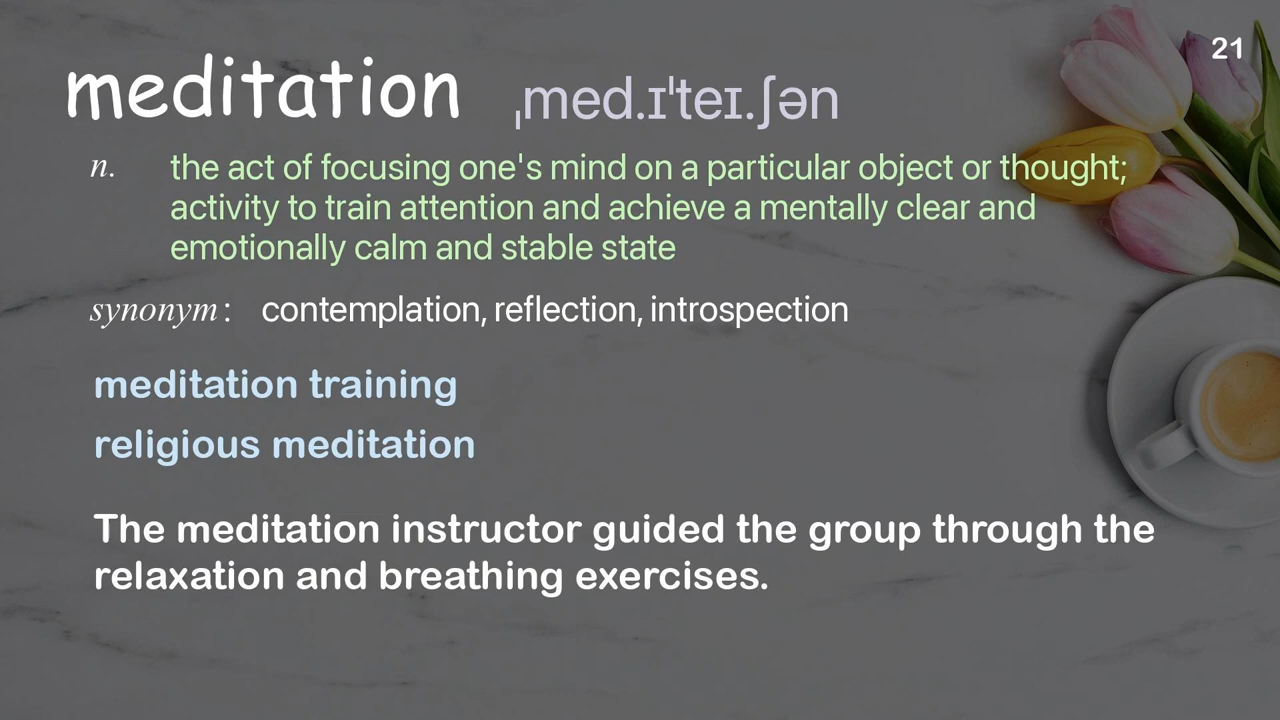 21
meditation ˌmed.ɪˈteɪ.ʃən
n. the act of focusing one's mind on a particular object or thought;
activity to train attention and achieve a mentally clear and
emotionally calm and stable state
synonym: contemplation, reflection, introspection
meditation training
religious meditation
The meditation instructor guided the group through the
relaxation and breathing exercises.